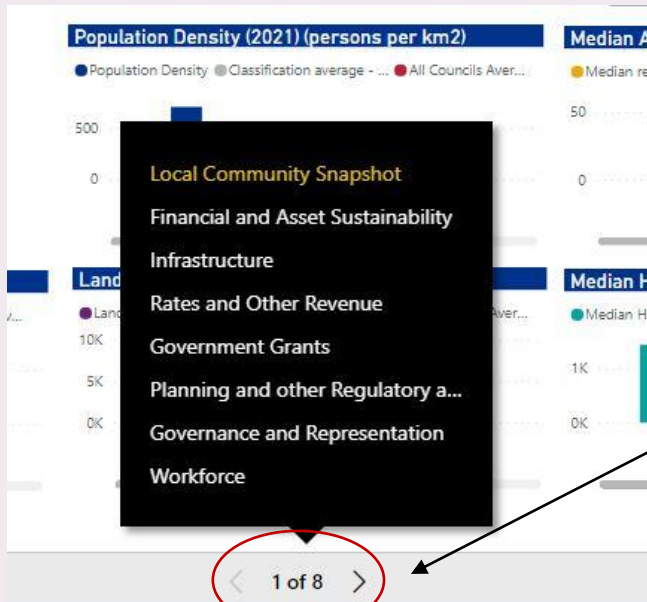 Population Density (2021) (persons per km2)
Median A
Population Density Classification average - ... All Councils Aver...
Median re
500
0
50
0
Local Community Snapshot
Financial and Asset Sustainability
Infrastructure
Rates and Other Revenue
Government Grants
Planning and other Regulatory a...
Governance and Representation
Workforce
Land
Median H
Lan
Aver...
Median H
10K
5K
0K
1K
0K
1 of 8